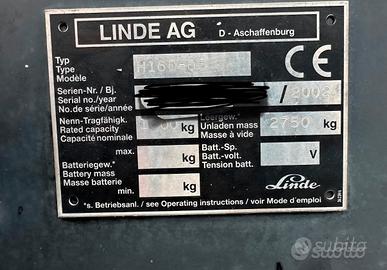 LINDE AG D - Aschaffenburg
Typ
Type
Modèle
CE
Serien-Nr. / Bj.
Serial no./year
No. de série/année
/ 2002
Nenn-Tragfähigk.
Rated capacity
Capacité nominale
kg
Leergew.
Unladen mass
Masse à vide
2750 kg
max.
kg
Batteriegew.*
Battery mass
Masse batterie
min.
kg
Batt.-Sp.
Batt.-volt.
Tension batt.
V
Linde
*s. Betriebsanl. / see Operating instructions / voir Mode d'emploi
subito